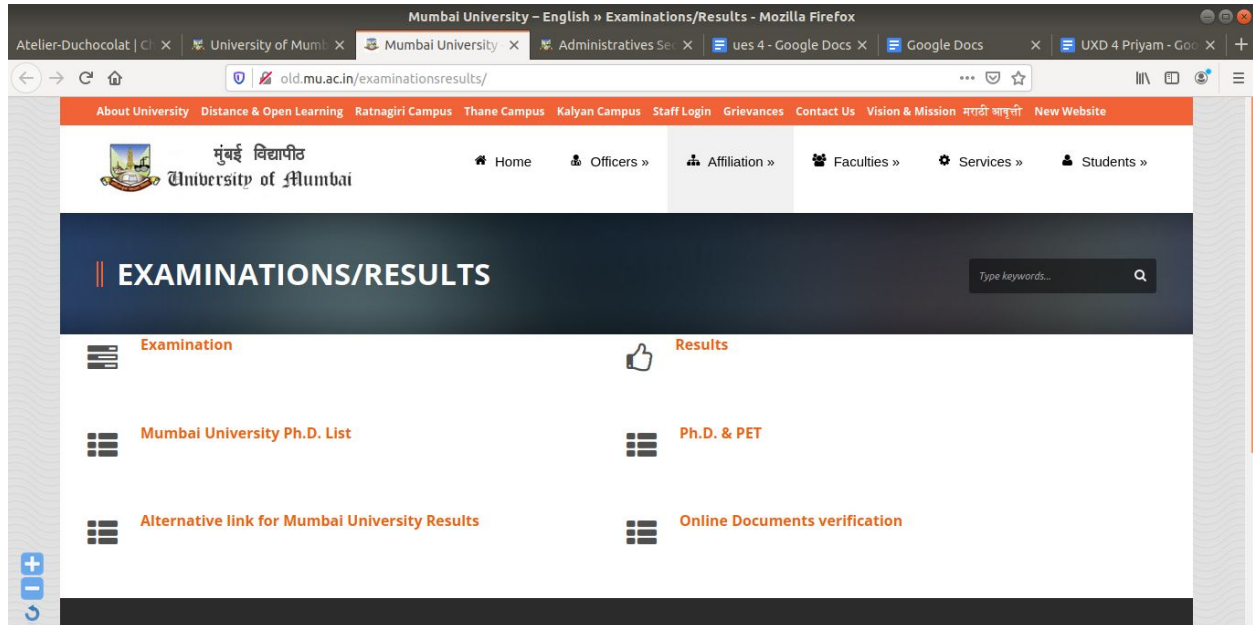 Mumbai University – English » Examinations/Results - Mozilla Firefox
Atelier-Duchocolat | Ch University of Mumb Mumbai University - Administratives Sec ues 4 - Google Docs Google Docs UXD 4 Priyam - Goo
old.mu.ac.in/examinationsresults/
About University Distance & Open Learning Ratnagiri Campus Thane Campus Kalyan Campus Staff Login Grievances Contact Us Vision & Mission मराठी आवृत्ती New Website
मुंबई विद्यापीठ
University of Mumbai
Home Officers » Affiliation » Faculties » Services » Students »
EXAMINATIONS/RESULTS
Type keywords...
Examination Results
Mumbai University Ph.D. List Ph.D. & PET
Alternative link for Mumbai University Results Online Documents verification